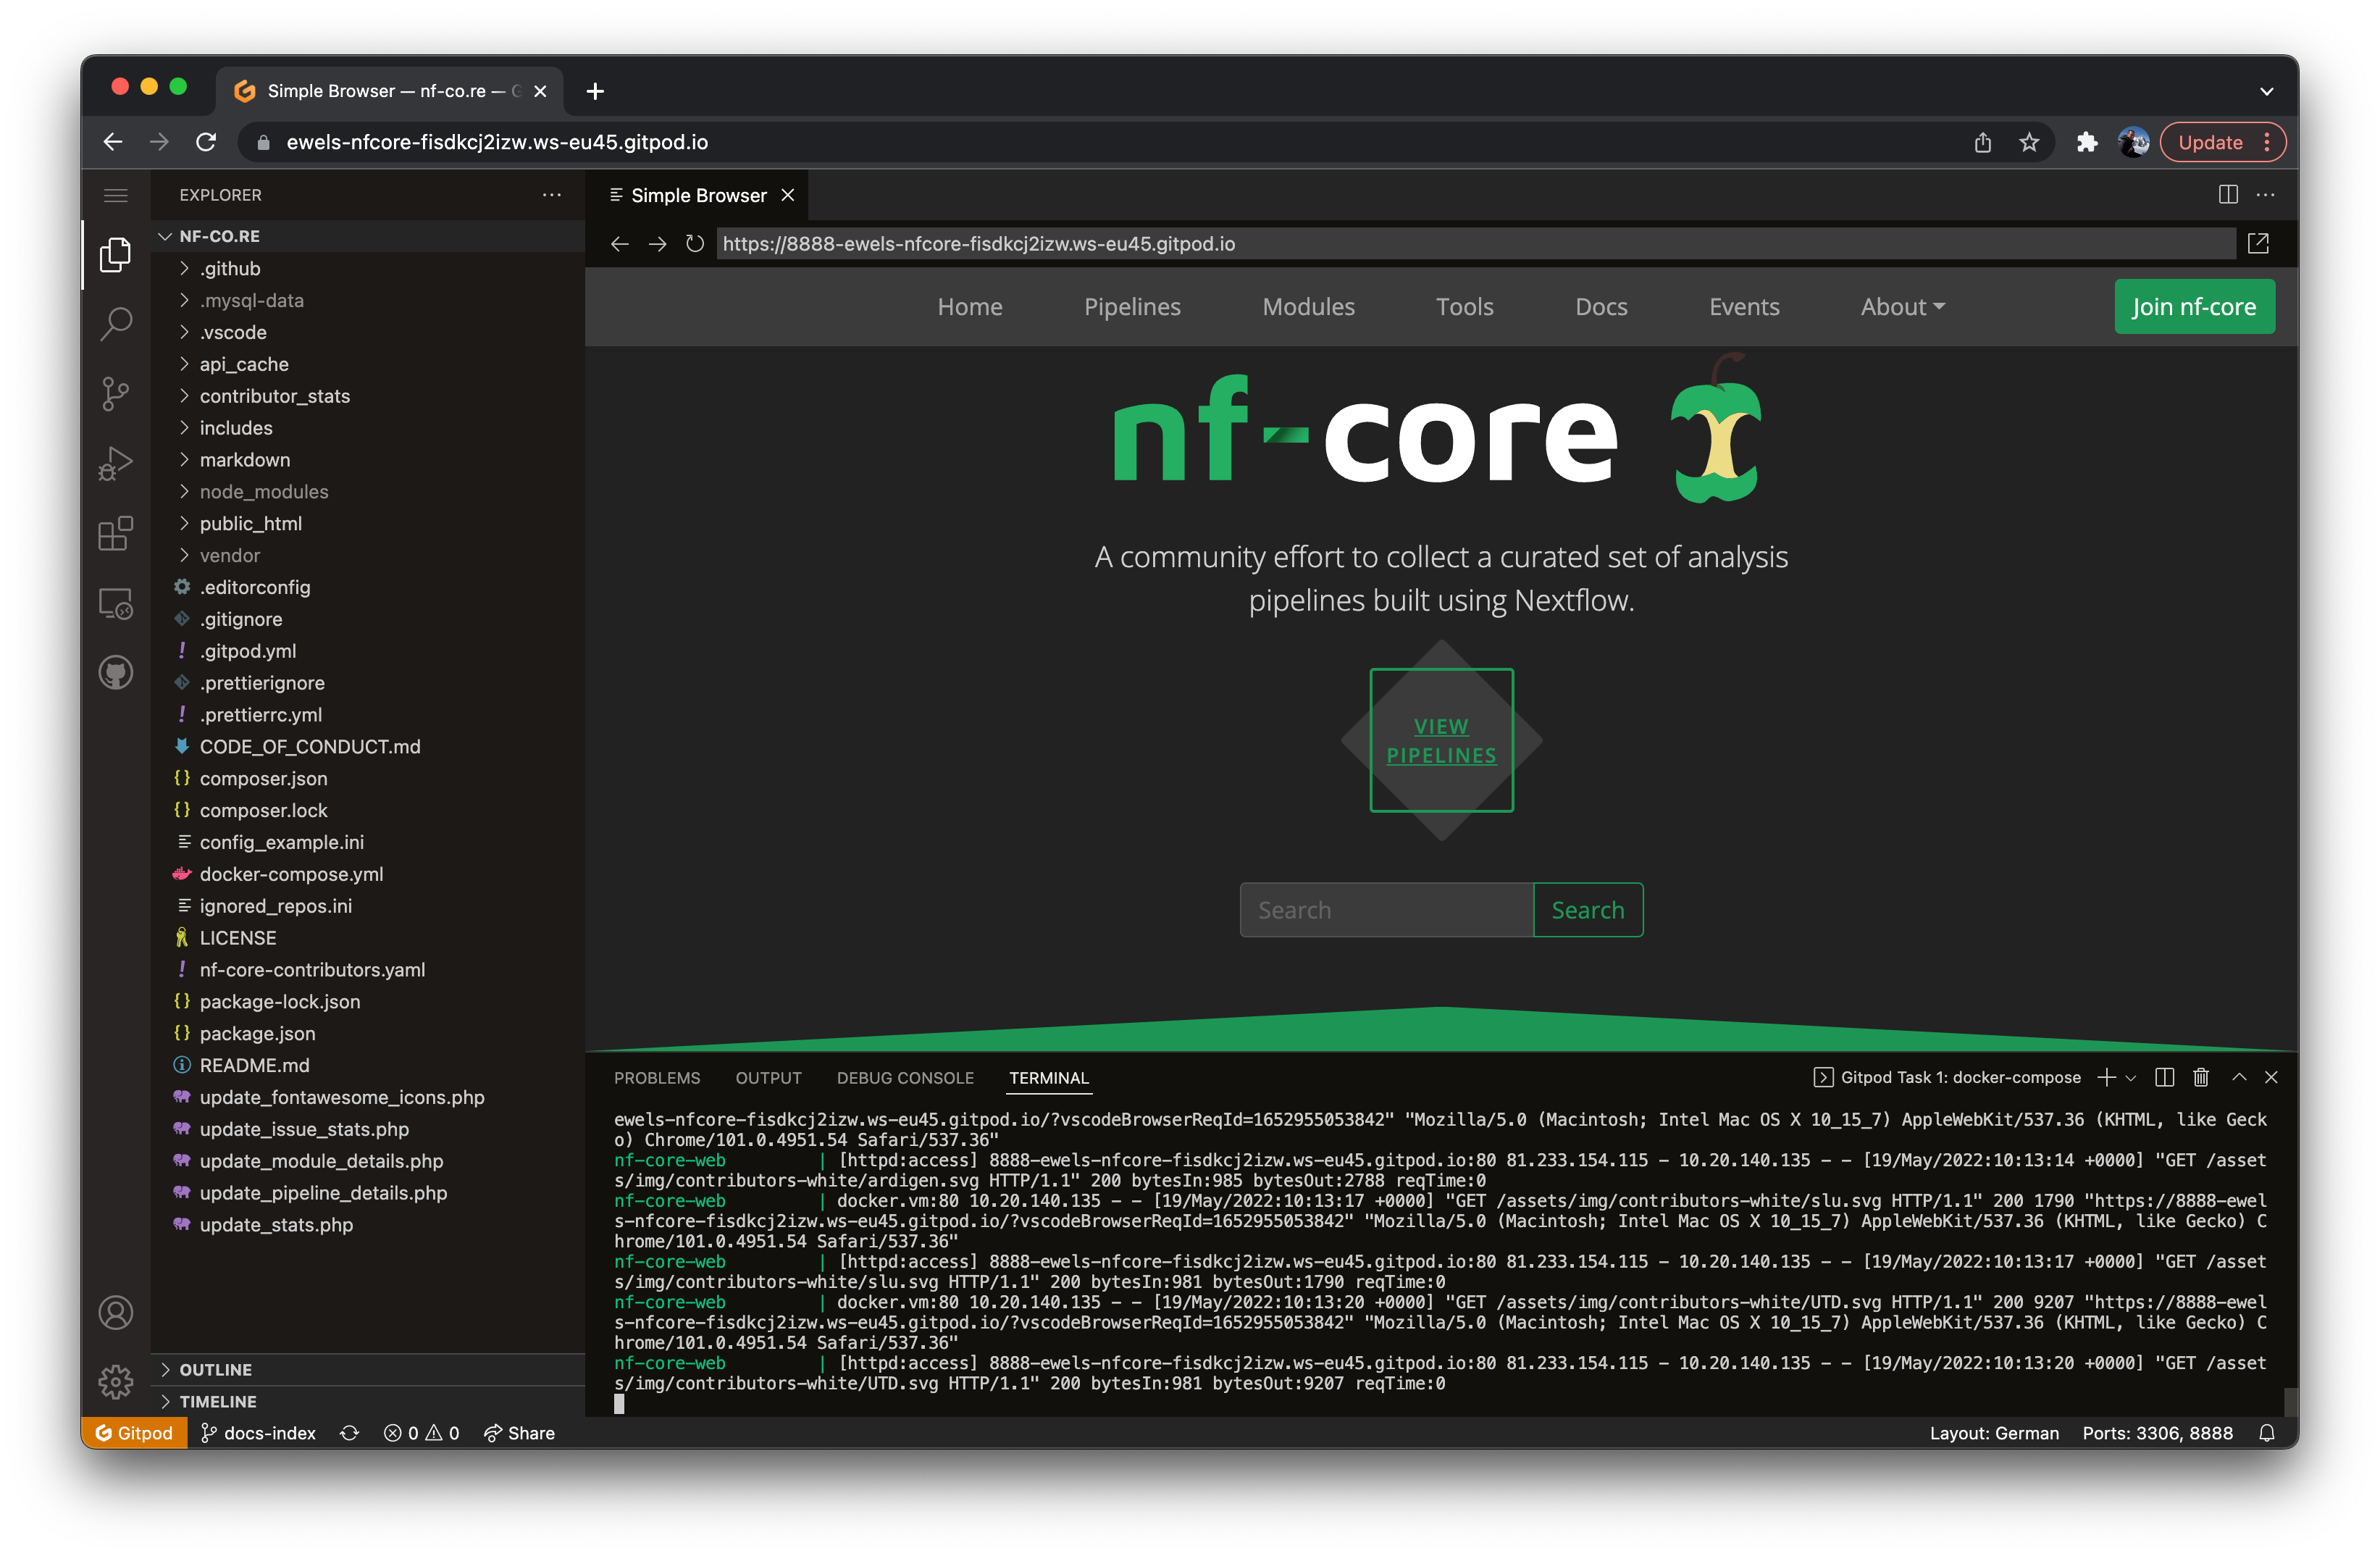 Simple Browser — nf-co.re — G
ewels-nfcore-fisdkcj2izw.ws-eu45.gitpod.io
Update
EXPLORER
NF-CO.RE
.github
.mysql-data
.vscode
api_cache
contributor_stats
includes
markdown
node_modules
public_html
vendor
.editorconfig
.gitignore
.gitpod.yml
.prettierignore
.prettierrc.yml
CODE_OF_CONDUCT.md
composer.json
composer.lock
config_example.ini
docker-compose.yml
ignored_repos.ini
LICENSE
nf-core-contributors.yaml
package-lock.json
package.json
README.md
update_fontawesome_icons.php
update_issue_stats.php
update_module_details.php
update_pipeline_details.php
update_stats.php
OUTLINE
TIMELINE
Simple Browser
https://8888-ewels-nfcore-fisdkcj2izw.ws-eu45.gitpod.io
Home Pipelines Modules Tools Docs Events About Join nf-core
nf-core
A community effort to collect a curated set of analysis
pipelines built using Nextflow.
VIEW
PIPELINES
Search Search
PROBLEMS OUTPUT DEBUG CONSOLE TERMINAL Gitpod Task 1: docker-compose
ewels-nfcore-fisdkcj2izw.ws-eu45.gitpod.io/?vscodeBrowserReqId=1652955053842" "Mozilla/5.0 (Macintosh; Intel Mac OS X 10_15_7) AppleWebKit/537.36 (KHTML, like Geck
o) Chrome/101.0.4951.54 Safari/537.36"
nf-core-web | [httpd:access] 8888-ewels-nfcore-fisdkcj2izw.ws-eu45.gitpod.io:80 81.233.154.115 - 10.20.140.135 - - [19/May/2022:10:13:14 +0000] "GET /asset
s/img/contributors-white/ardigen.svg HTTP/1.1" 200 bytesIn:985 bytesOut:2788 reqTime:0
nf-core-web | docker.vm:80 10.20.140.135 - - [19/May/2022:10:13:17 +0000] "GET /assets/img/contributors-white/slu.svg HTTP/1.1" 200 1790 "https://8888-ewel
s-nfcore-fisdkcj2izw.ws-eu45.gitpod.io/?vscodeBrowserReqId=1652955053842" "Mozilla/5.0 (Macintosh; Intel Mac OS X 10_15_7) AppleWebKit/537.36 (KHTML, like Gecko) C
hrome/101.0.4951.54 Safari/537.36"
nf-core-web | [httpd:access] 8888-ewels-nfcore-fisdkcj2izw.ws-eu45.gitpod.io:80 81.233.154.115 - 10.20.140.135 - - [19/May/2022:10:13:17 +0000] "GET /asset
s/img/contributors-white/slu.svg HTTP/1.1" 200 bytesIn:981 bytesOut:1790 reqTime:0
nf-core-web | docker.vm:80 10.20.140.135 - - [19/May/2022:10:13:20 +0000] "GET /assets/img/contributors-white/UTD.svg HTTP/1.1" 200 9207 "https://8888-ewel
s-nfcore-fisdkcj2izw.ws-eu45.gitpod.io/?vscodeBrowserReqId=1652955053842" "Mozilla/5.0 (Macintosh; Intel Mac OS X 10_15_7) AppleWebKit/537.36 (KHTML, like Gecko) C
hrome/101.0.4951.54 Safari/537.36"
nf-core-web | [httpd:access] 8888-ewels-nfcore-fisdkcj2izw.ws-eu45.gitpod.io:80 81.233.154.115 - 10.20.140.135 - - [19/May/2022:10:13:20 +0000] "GET /asset
s/img/contributors-white/UTD.svg HTTP/1.1" 200 bytesIn:981 bytesOut:9207 reqTime:0
Gitpod docs-index 0 0 Share Layout: German Ports: 3306, 8888